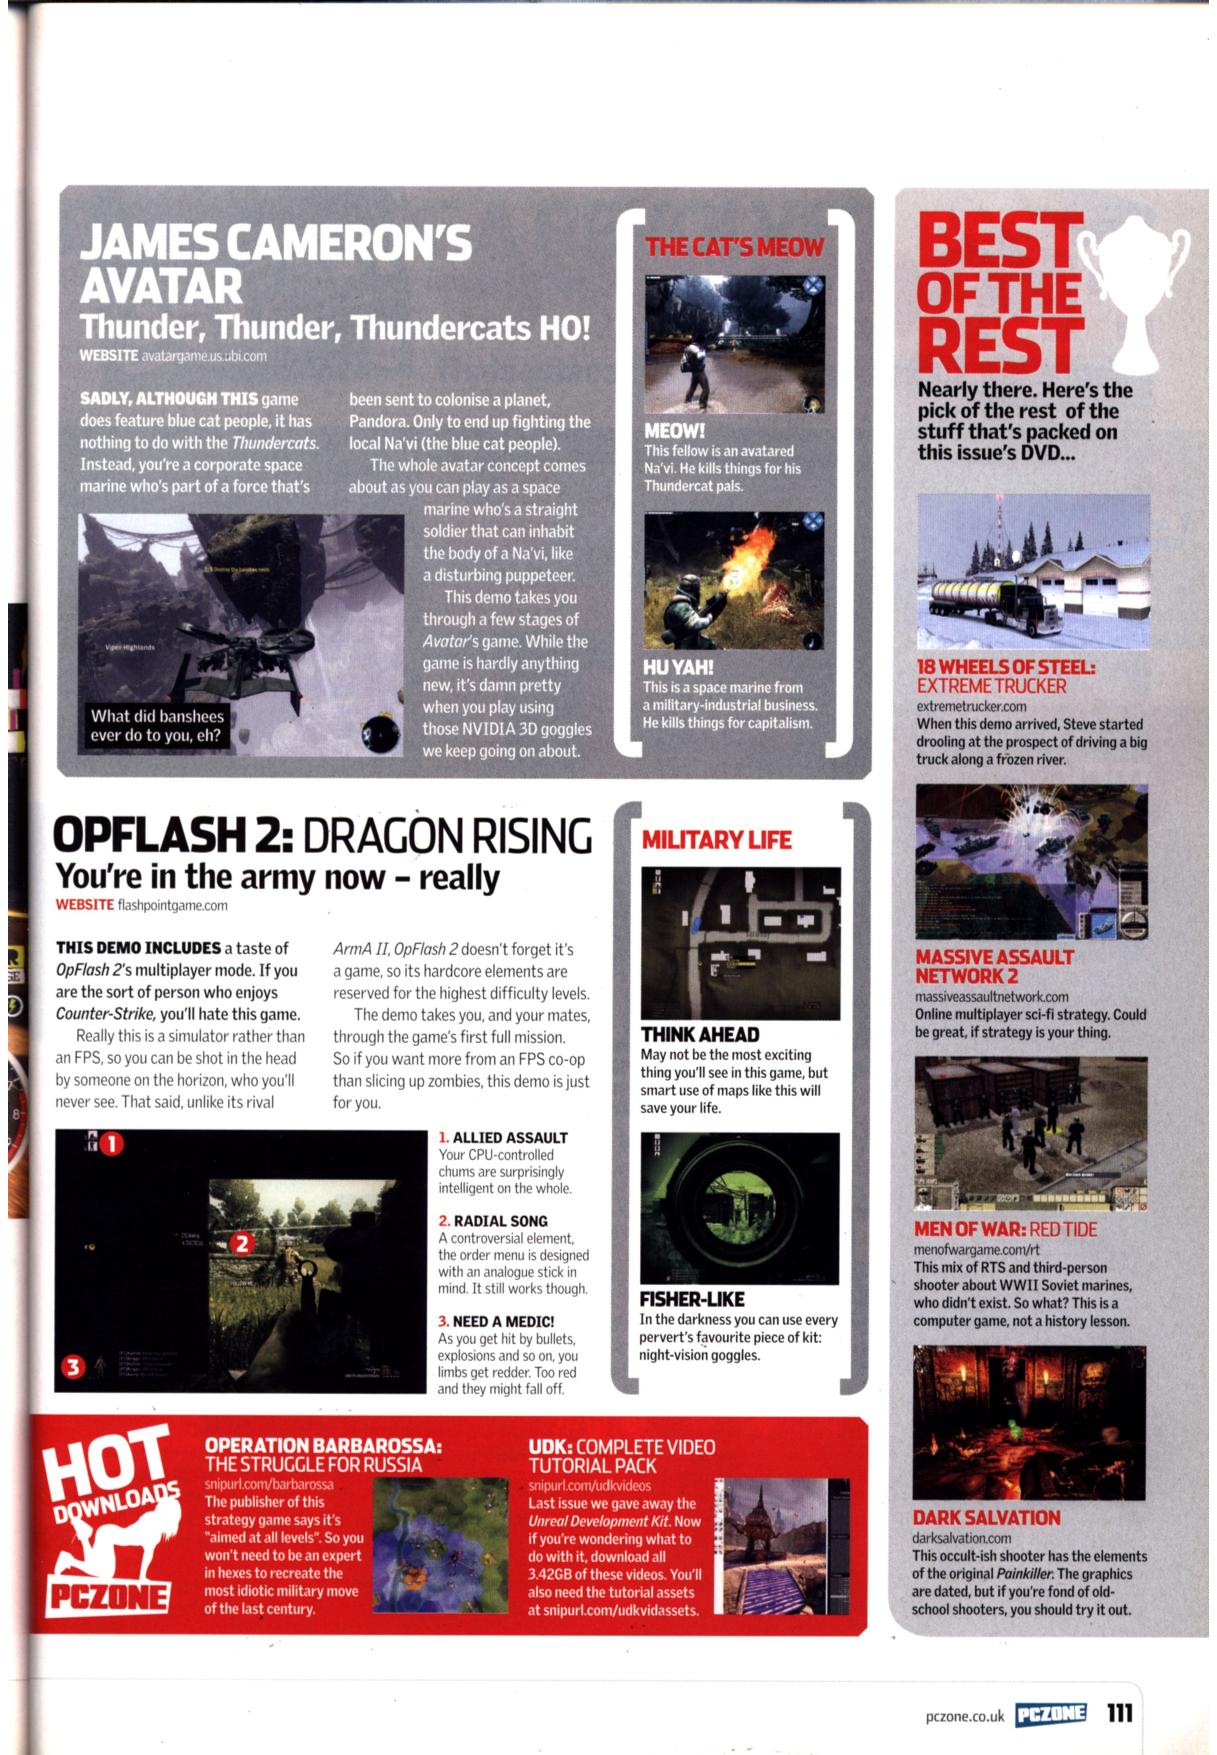 JAMES CAMERON'S
AVATAR
Thunder, Thunder, Thundercats HO!
WEBSITE avatargame.us.ubi.com
SADLY, ALTHOUGH THIS game
does feature blue cat people, it has
nothing to do with the Thundercats.
Instead, you're a corporate space
marine who's part of a force that's
been sent to colonise a planet,
Pandora. Only to end up fighting the
local Na'vi (the blue cat people).
The whole avatar concept comes
about as you can play as a space
marine who's a straight
soldier that can inhabit
the body of a Na'vi, like
a disturbing puppeteer.
This demo takes you
through a few stages of
Avatar's game. While the
game is hardly anything
new, it's damn pretty
when you play using
those NVIDIA 3D goggles
we keep going on about.
Viper Highlands
What did banshees
ever do to you, eh?
THE CAT'S MEOW
MEOW!
This fellow is an avatared
Na'vi. He kills things for his
Thundercat pals.
HU YAH!
This is a space marine from
a military-industrial business.
He kills things for capitalism.
OPFLASH 2: DRAGON RISING
You're in the army now – really
WEBSITE flashpointgame.com
THIS DEMO INCLUDES a taste of
OpFlash 2's multiplayer mode. If you
are the sort of person who enjoys
Counter-Strike, you'll hate this game.
Really this is a simulator rather than
an FPS, so you can be shot in the head
by someone on the horizon, who you'll
never see. That said, unlike its rival
ArmA II, OpFlash 2 doesn't forget it's
a game, so its hardcore elements are
reserved for the highest difficulty levels.
The demo takes you, and your mates,
through the game's first full mission.
So if you want more from an FPS co-op
than slicing up zombies, this demo is just
for you.
1
2
3
1. ALLIED ASSAULT
Your CPU-controlled
chums are surprisingly
intelligent on the whole.
2. RADIAL SONG
A controversial element,
the order menu is designed
with an analogue stick in
mind. It still works though.
3. NEED A MEDIC!
As you get hit by bullets,
explosions and so on, you
limbs get redder. Too red
and they might fall off.
MILITARY LIFE
THINK AHEAD
May not be the most exciting
thing you'll see in this game, but
smart use of maps like this will
save your life.
FISHER-LIKE
In the darkness you can use every
pervert's favourite piece of kit:
night-vision goggles.
HOT
DOWNLOADS
PCZONE
OPERATION BARBAROSSA:
THE STRUGGLE FOR RUSSIA
snipurl.com/barbarossa
The publisher of this
strategy game says it's
"aimed at all levels". So you
won't need to be an expert
in hexes to recreate the
most idiotic military move
of the last century.
UDK: COMPLETE VIDEO
TUTORIAL PACK
snipurl.com/udkvideos
Last issue we gave away the
Unreal Development Kit. Now
if you're wondering what to
do with it, download all
3.42GB of these videos. You'll
also need the tutorial assets
at snipurl.com/udkvidassets.
BEST
OF THE
REST
Nearly there. Here's the
pick of the rest of the
stuff that's packed on
this issue's DVD...
18 WHEELS OF STEEL:
EXTREME TRUCKER
extremetrucker.com
When this demo arrived, Steve started
drooling at the prospect of driving a big
truck along a frozen river.
MASSIVE ASSAULT
NETWORK 2
massiveassaultnetwork.com
Online multiplayer sci-fi strategy. Could
be great, if strategy is your thing.
MEN OF WAR: RED TIDE
menofwargame.com/rt
This mix of RTS and third-person
shooter about WWII Soviet marines,
who didn't exist. So what? This is a
computer game, not a history lesson.
DARK SALVATION
darksalvation.com
This occult-ish shooter has the elements
of the original Painkiller. The graphics
are dated, but if you're fond of old-
school shooters, you should try it out.
pczone.co.uk PCZONE 111